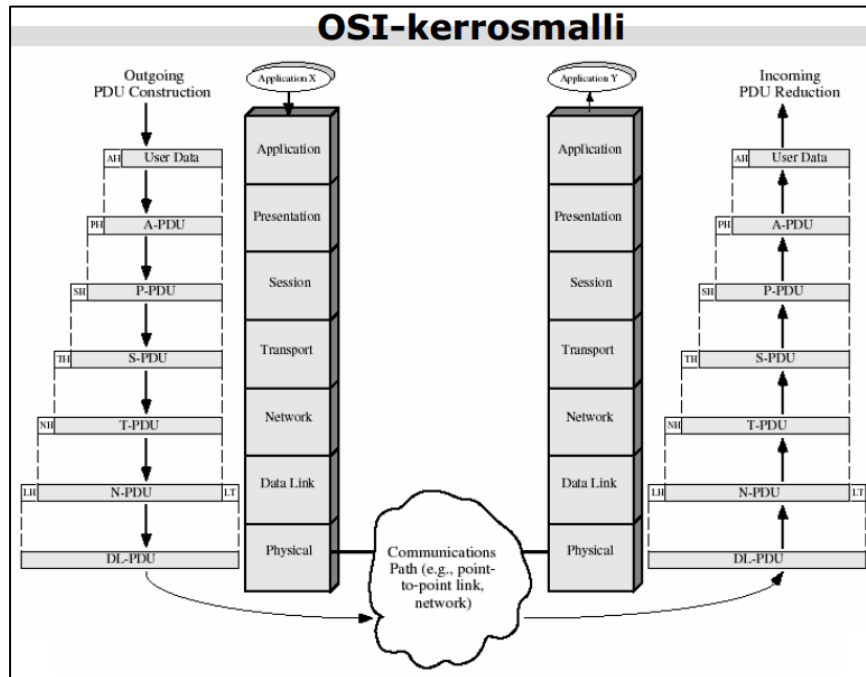 OSI-kerrosmalli
Outgoing
PDU Construction
Application X
Application Y
Incoming
PDU Reduction
AH User Data
Application
Application
AH User Data
PH A-PDU
Presentation
Presentation
PH A-PDU
SH P-PDU
Session
Session
SH P-PDU
TH S-PDU
Transport
Transport
TH S-PDU
NH T-PDU
Network
Network
NH T-PDU
LH N-PDU LT
Data Link
Data Link
LH N-PDU LT
DL-PDU
Physical
Communications
Path (e.g., point-
to-point link,
network)
Physical
DL-PDU